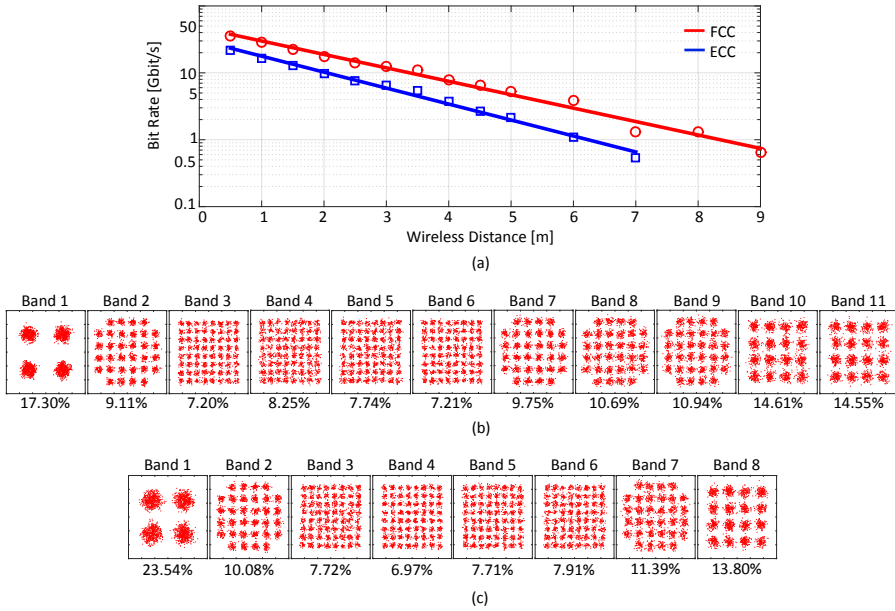 50
10
5
1
0.5
0.1
Bit Rate [Gbit/s]
FCC
ECC
0 1 2 3 4 5 6 7 8 9
Wireless Distance [m]
(a)
Band 1 Band 2 Band 3 Band 4 Band 5 Band 6 Band 7 Band 8 Band 9 Band 10 Band 11
17.30% 9.11% 7.20% 8.25% 7.74% 7.21% 9.75% 10.69% 10.94% 14.61% 14.55%
(b)
Band 1 Band 2 Band 3 Band 4 Band 5 Band 6 Band 7 Band 8
23.54% 10.08% 7.72% 6.97% 7.71% 7.91% 11.39% 13.80%
(c)